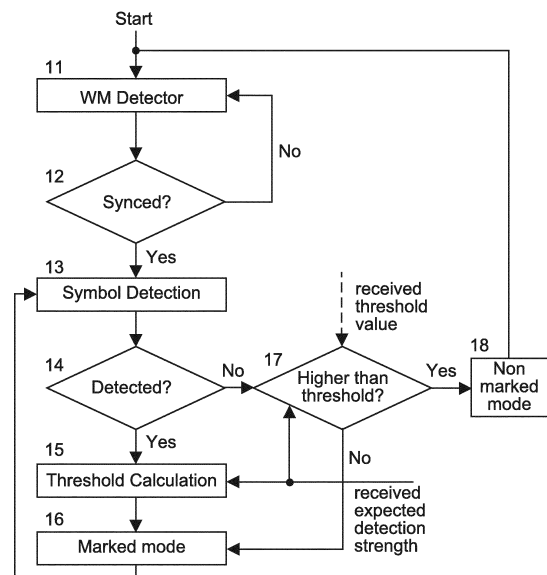 Start
11
WM Detector
No
12
Synced?
Yes
13
Symbol Detection
received
threshold
value
14
Detected?
No
17
Higher than
threshold?
Yes
18
Non
marked
mode
Yes
No
15
Threshold Calculation
received
expected
detection
strength
16
Marked mode